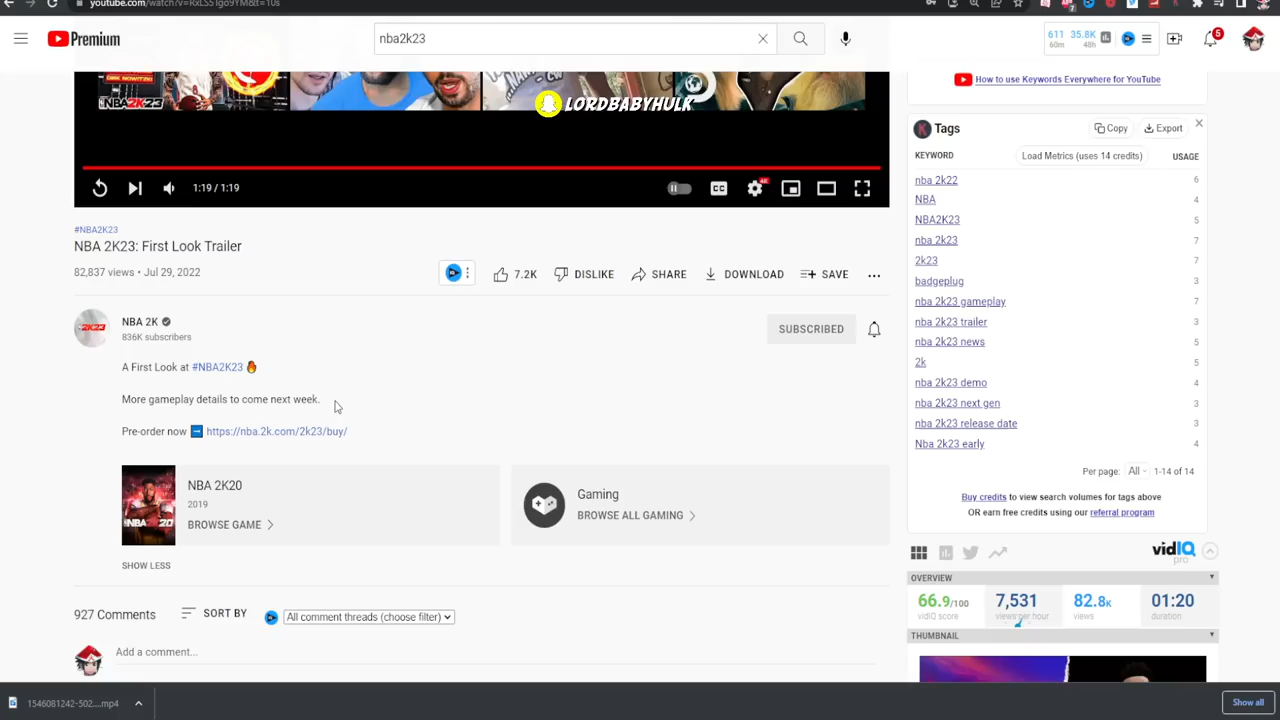 youtube.com/watch?v=RxLSS1go9YM&t=10s
Premium
nba2k23
611 35.8K
60m 48h
5
NBA2K23
LORDBABYHULK
1:19 / 1:19
CC
4K
How to use Keywords Everywhere for YouTube
K Tags
Copy
Export
KEYWORD
Load Metrics (uses 14 credits)
USAGE
nba 2k22 6
NBA 4
NBA2K23 5
nba 2k23 7
2k23 7
badgeplug 3
nba 2k23 gameplay 7
nba 2k23 trailer 3
nba 2k23 news 5
2k 5
nba 2k23 demo 4
nba 2k23 next gen 3
nba 2k23 release date 3
Nba 2k23 early 4
Per page: All 1-14 of 14
Buy credits to view search volumes for tags above
OR earn free credits using our referral program
#NBA2K23
NBA 2K23: First Look Trailer
82,837 views • Jul 29, 2022
7.2K
DISLIKE
SHARE
DOWNLOAD
SAVE
NBA 2K
836K subscribers
SUBSCRIBED
A First Look at #NBA2K23
More gameplay details to come next week.
Pre-order now https://nba.2k.com/2k23/buy/
NBA 2K20
2019
BROWSE GAME
Gaming
BROWSE ALL GAMING
SHOW LESS
927 Comments
SORT BY
All comment threads (choose filter)
Add a comment...
vidIQ
pro
OVERVIEW
66.9/100
vidIQ score
7,531
views per hour
82.8K
views
01:20
duration
THUMBNAIL
1546081242-502....mp4
Show all